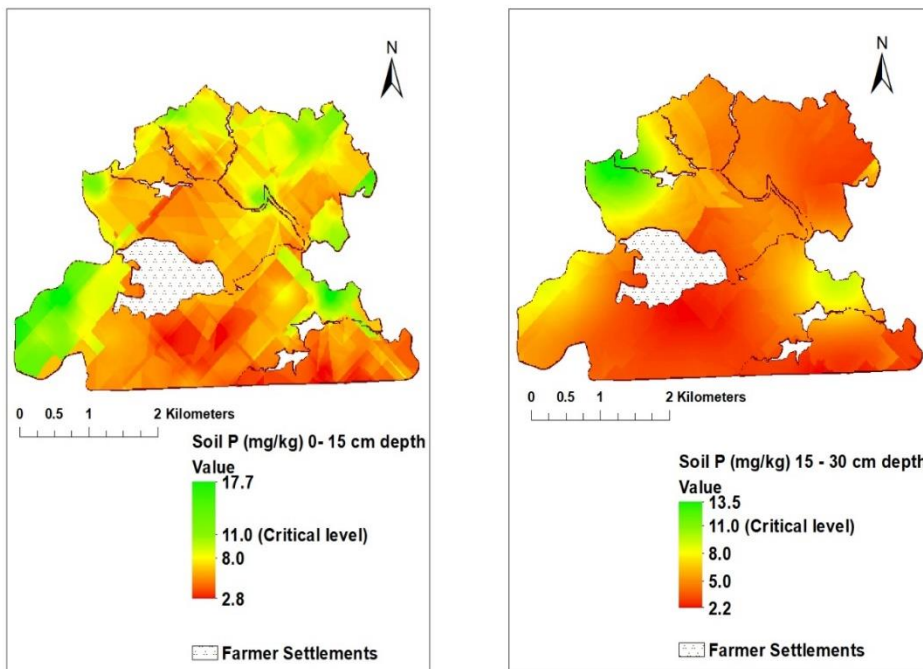 N
0 0.5 1 2 Kilometers
Soil P (mg/kg) 0- 15 cm depth
Value
17.7
11.0 (Critical level)
8.0
2.8
Farmer Settlements
N
0 0.5 1 2 Kilometers
Soil P (mg/kg) 15 - 30 cm depth
Value
13.5
11.0 (Critical level)
8.0
5.0
2.2
Farmer Settlements